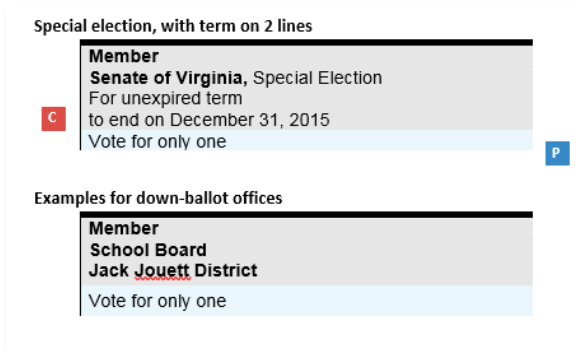 Special election, with term on 2 lines
Member
Senate of Virginia, Special Election
For unexpired term
C
to end on December 31, 2015
Vote for only one
P
Examples for down-ballot offices
Member
School Board
Jack Jouett District
Vote for only one